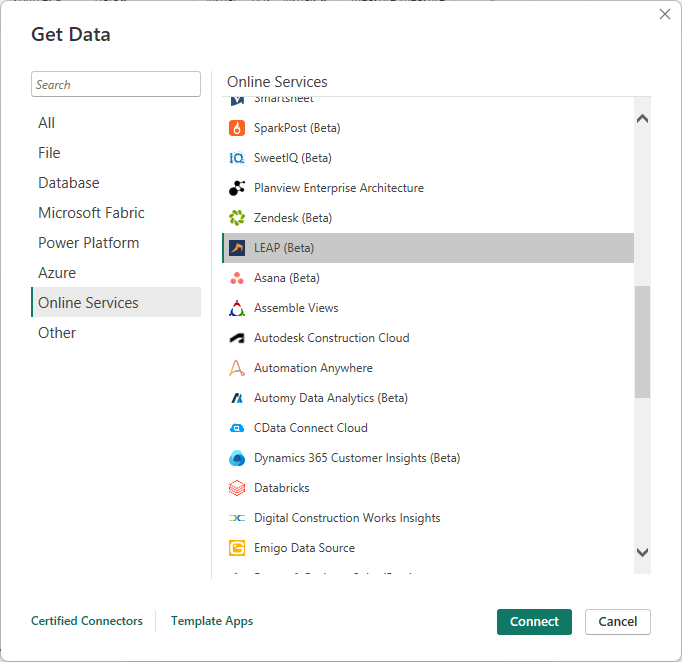 Get Data
Search
All
File
Database
Microsoft Fabric
Power Platform
Azure
Online Services
Other
Online Services
Smartsheet
SparkPost (Beta)
SweetIQ (Beta)
Planview Enterprise Architecture
Zendesk (Beta)
LEAP (Beta)
Asana (Beta)
Assemble Views
Autodesk Construction Cloud
Automation Anywhere
Automy Data Analytics (Beta)
CData Connect Cloud
Dynamics 365 Customer Insights (Beta)
Databricks
Digital Construction Works Insights
Emigo Data Source
Certified Connectors
Template Apps
Connect
Cancel